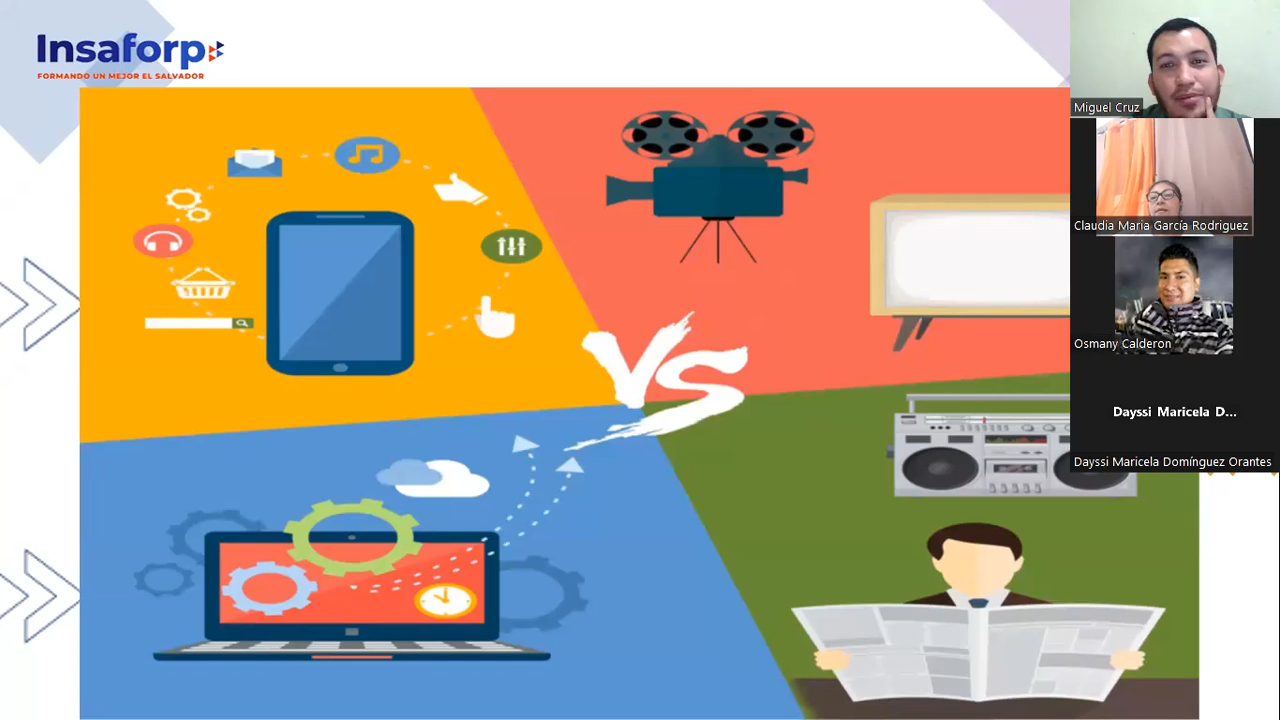 Insaforp
FORMANDO UN MEJOR EL SALVADOR
VS
Miguel Cruz
Claudia Maria García Rodriguez
Osmany Calderon
Dayssi Maricela D...
Dayssi Maricela Domínguez Orantes